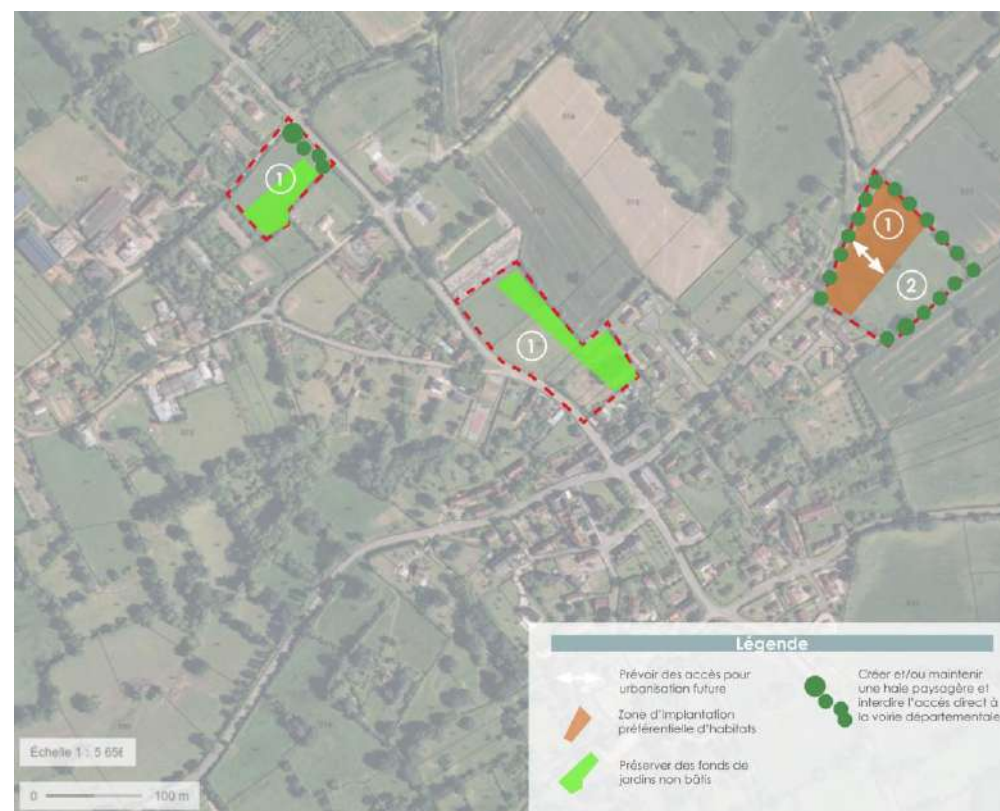 1
1
2
1
Légende
Prévoir des accès pour
urbanisation future
Zone d'implantation
préférentielle d'habitats
Préserver des fonds de
jardins non bâtis
Créer et/ou maintenir
une haie paysagère et
interdire l'accès direct à
la voirie départementale
Échelle 1 : 5 656
0 100 m